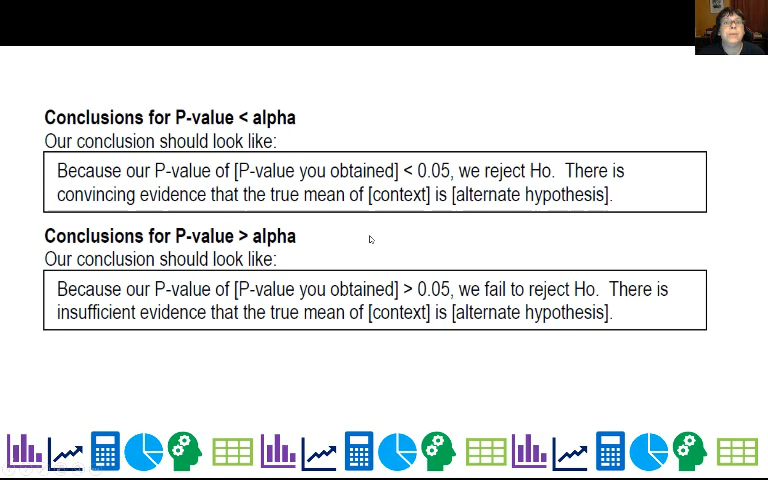 Conclusions for P-value < alpha
Our conclusion should look like:
Because our P-value of [P-value you obtained] < 0.05, we reject Ho. There is
convincing evidence that the true mean of [context] is [alternate hypothesis].
Conclusions for P-value > alpha
Our conclusion should look like:
Because our P-value of [P-value you obtained] > 0.05, we fail to reject Ho. There is
insufficient evidence that the true mean of [context] is [alternate hypothesis].